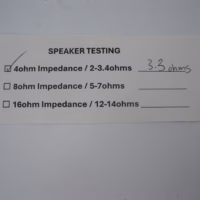 SPEAKER TESTING
☑ 4ohm Impedance / 2-3.4ohms 3.3 ohms
☐ 8ohm Impedance / 5-7ohms
☐ 16ohm Impedance / 12-14ohms